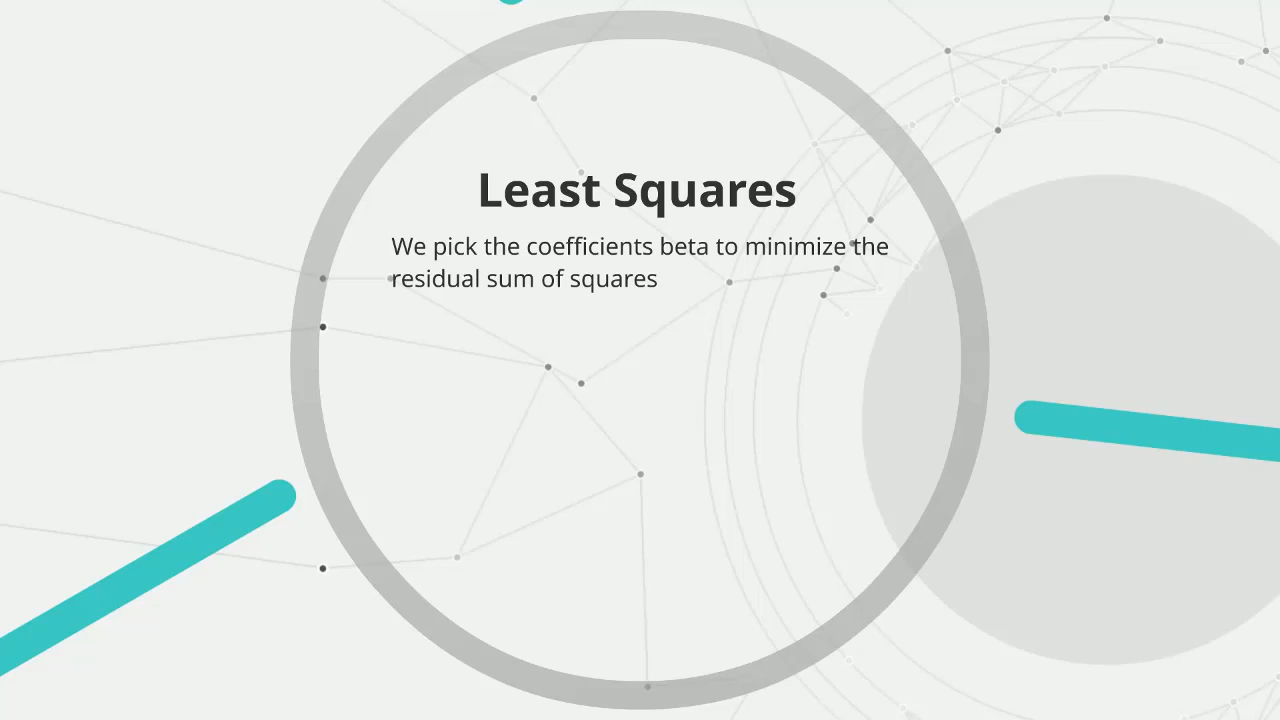 Least Squares
We pick the coefficients beta to minimize the
residual sum of squares